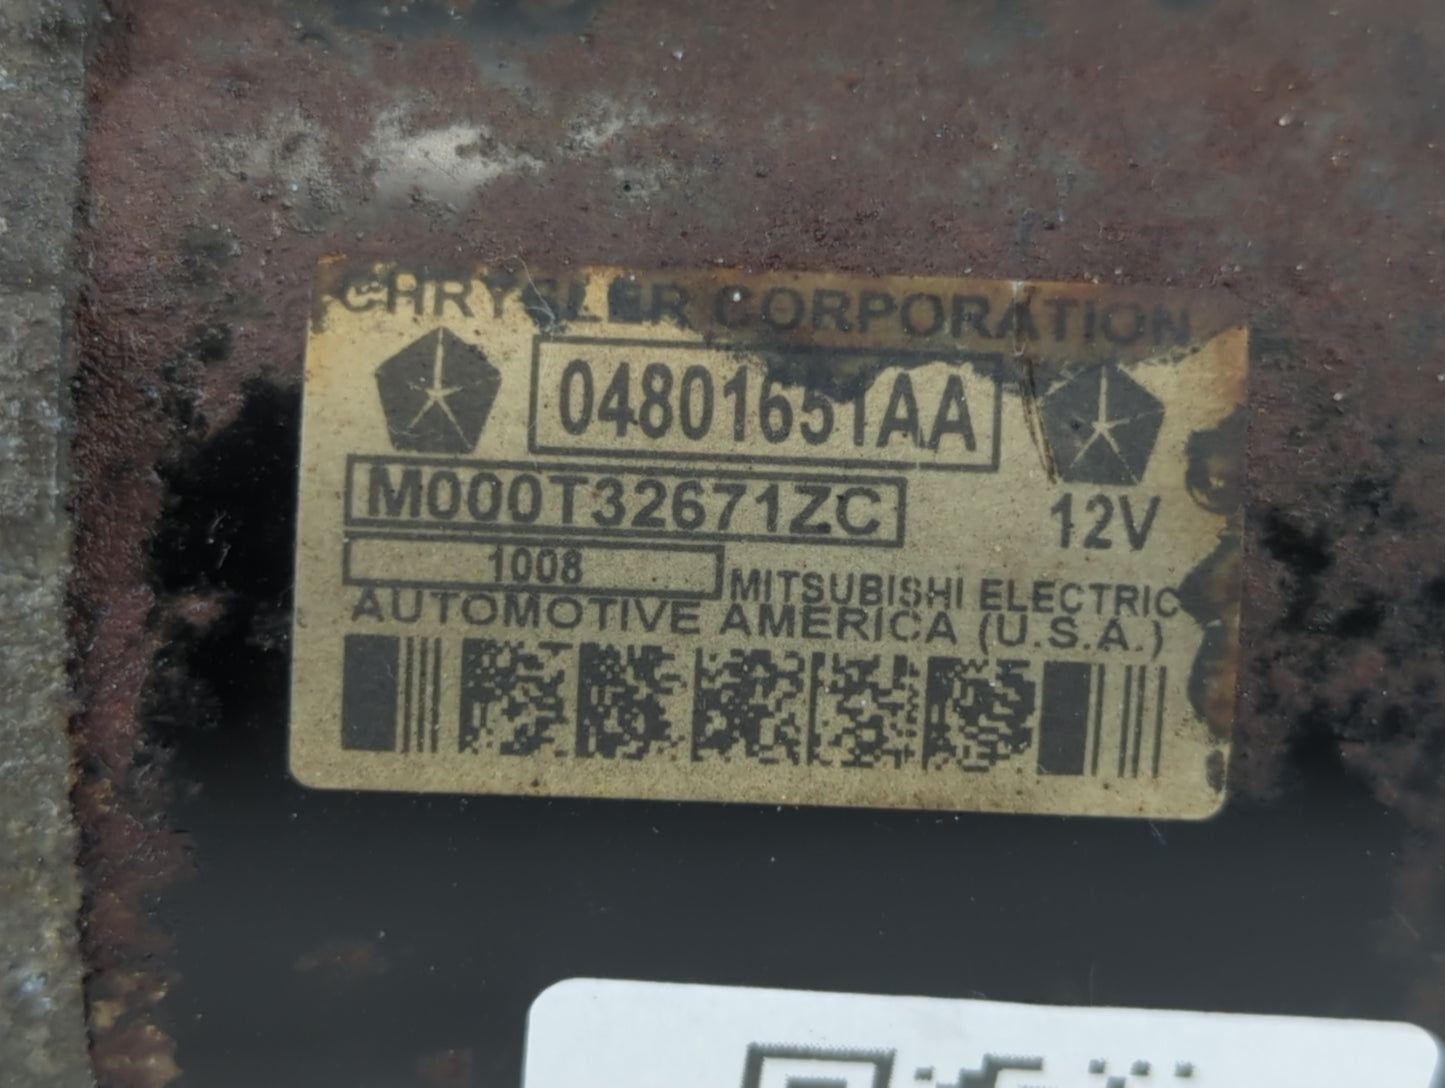 CHRYSLER CORPORATION
04801651AA
M000T32671ZC
12V
1008
MITSUBISHI ELECTRIC
AUTOMOTIVE AMERICA (U.S.A.)